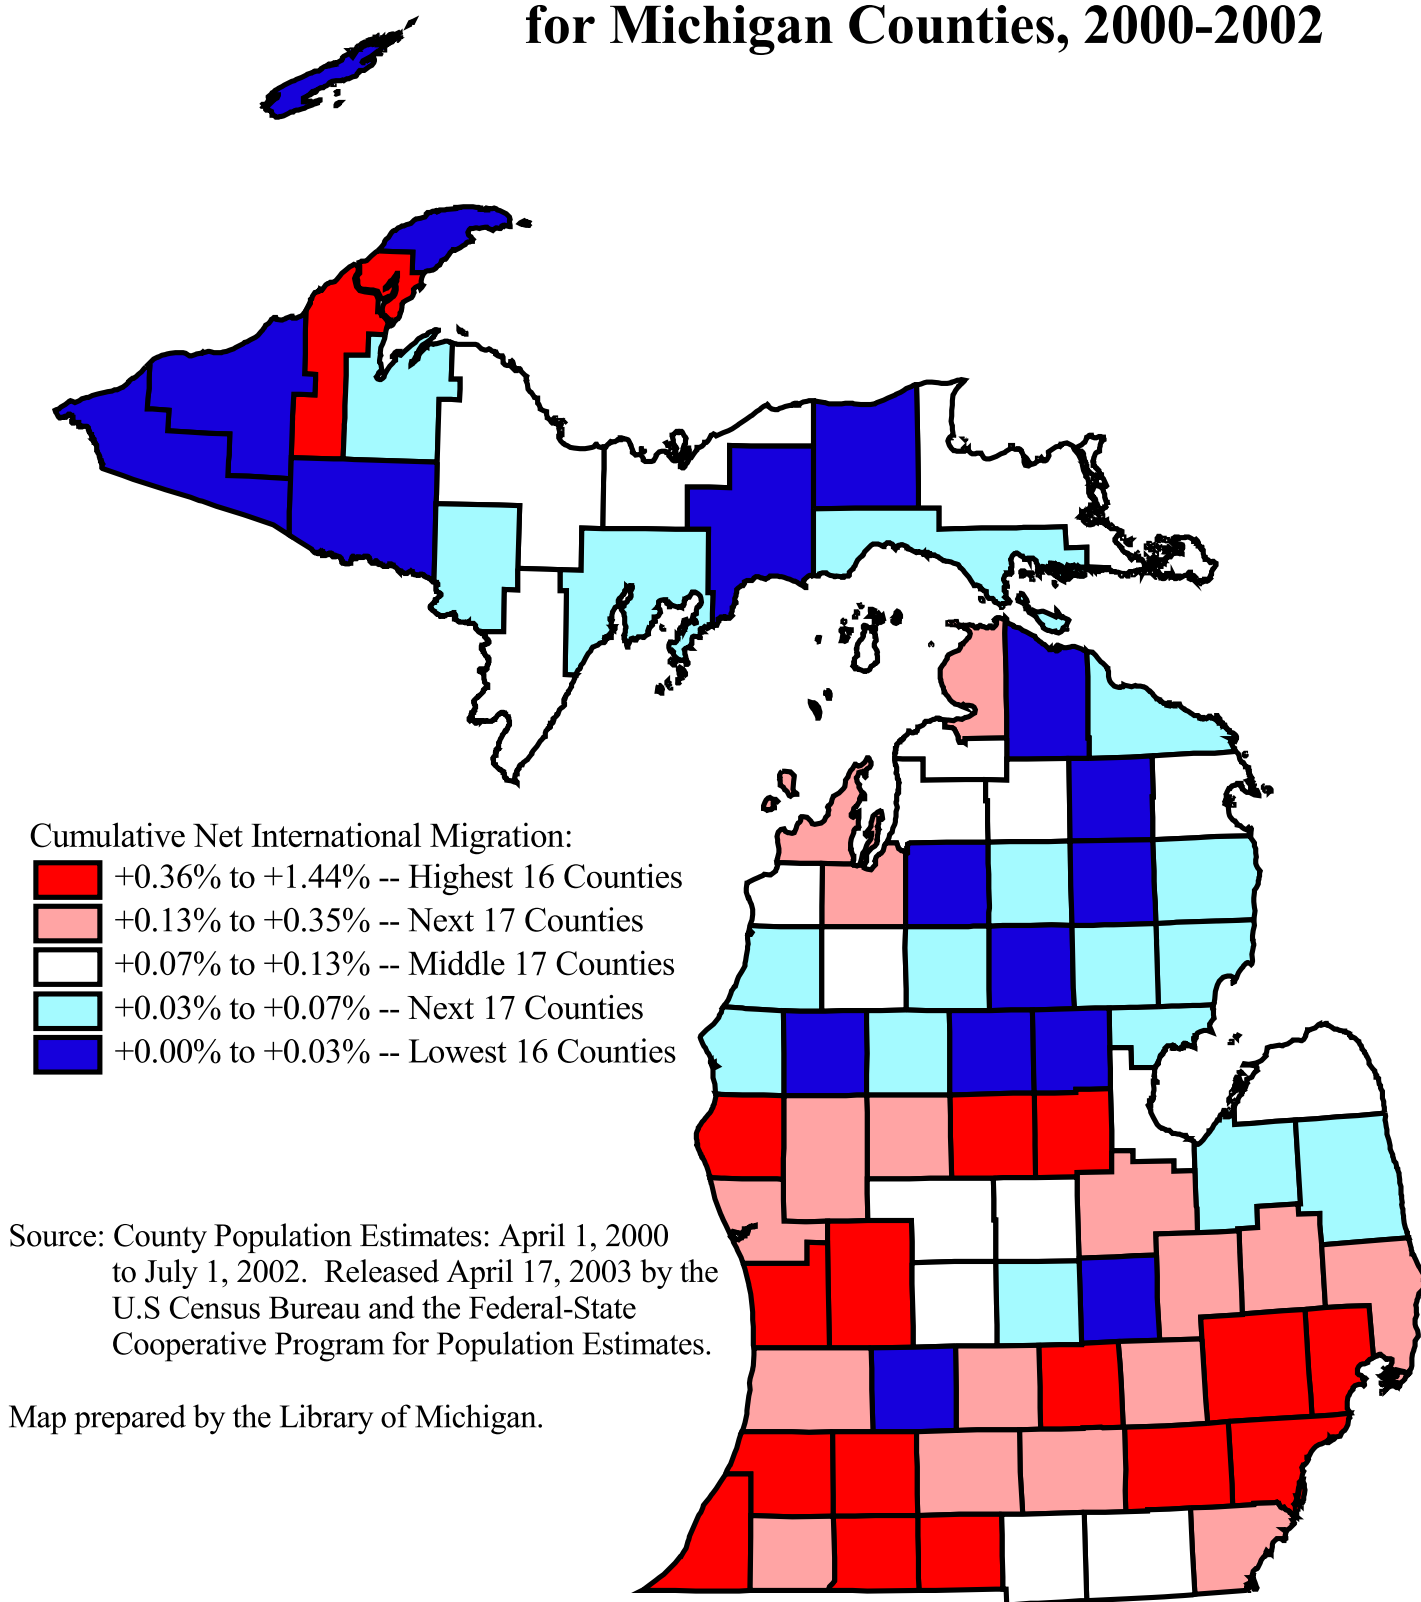 for Michigan Counties, 2000-2002
Cumulative Net International Migration:
+0.36% to +1.44% -- Highest 16 Counties
+0.13% to +0.35% -- Next 17 Counties
+0.07% to +0.13% -- Middle 17 Counties
+0.03% to +0.07% -- Next 17 Counties
+0.00% to +0.03% -- Lowest 16 Counties
Source: County Population Estimates: April 1, 2000
to July 1, 2002. Released April 17, 2003 by the
U.S Census Bureau and the Federal-State
Cooperative Program for Population Estimates.
Map prepared by the Library of Michigan.